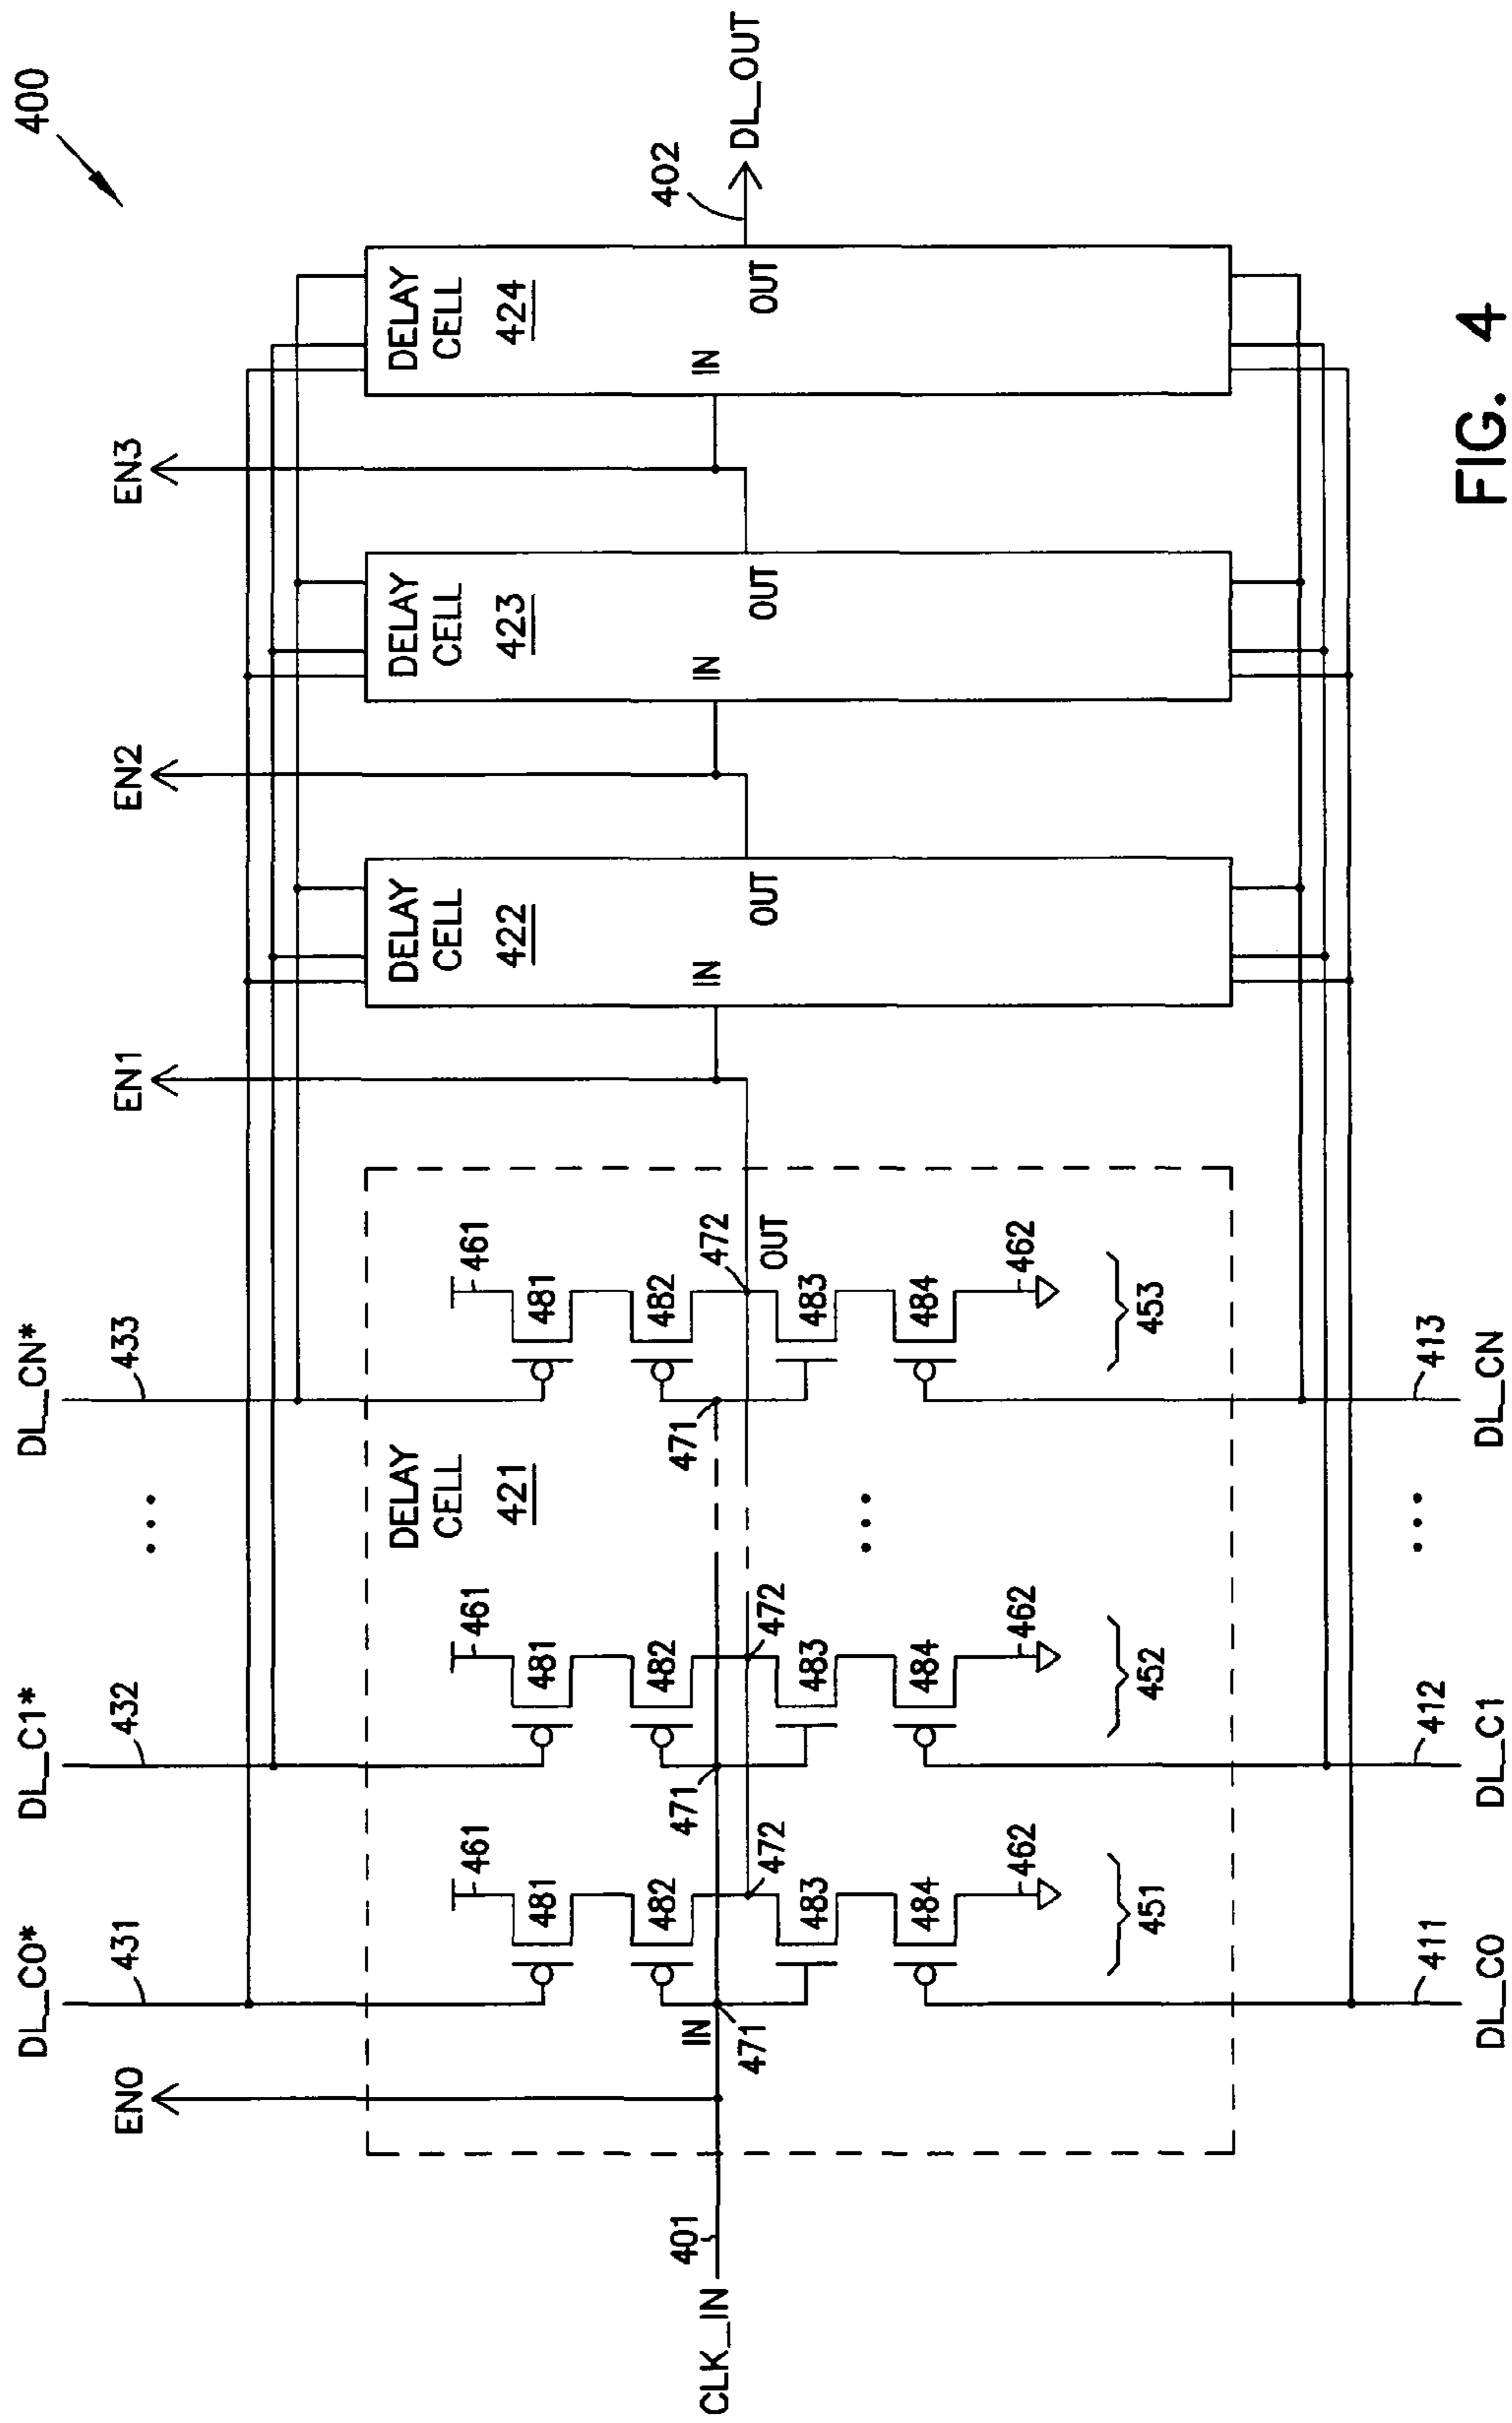 400
DL_C0*
DL_C1*
...
DL_CN*
431
432
433
EN0
EN1
EN2
EN3
DELAY
CELL
421
DELAY
CELL
422
DELAY
CELL
423
DELAY
CELL
424
461
461
461
481
481
481
482
482
482
CLK_IN
401
IN
471
471
471
472
472
472
OUT
IN
OUT
IN
OUT
IN
OUT
402
DL_OUT
483
483
483
...
484
484
484
462
462
462
451
452
453
411
412
413
DL_C0
DL_C1
...
DL_CN
FIG. 4